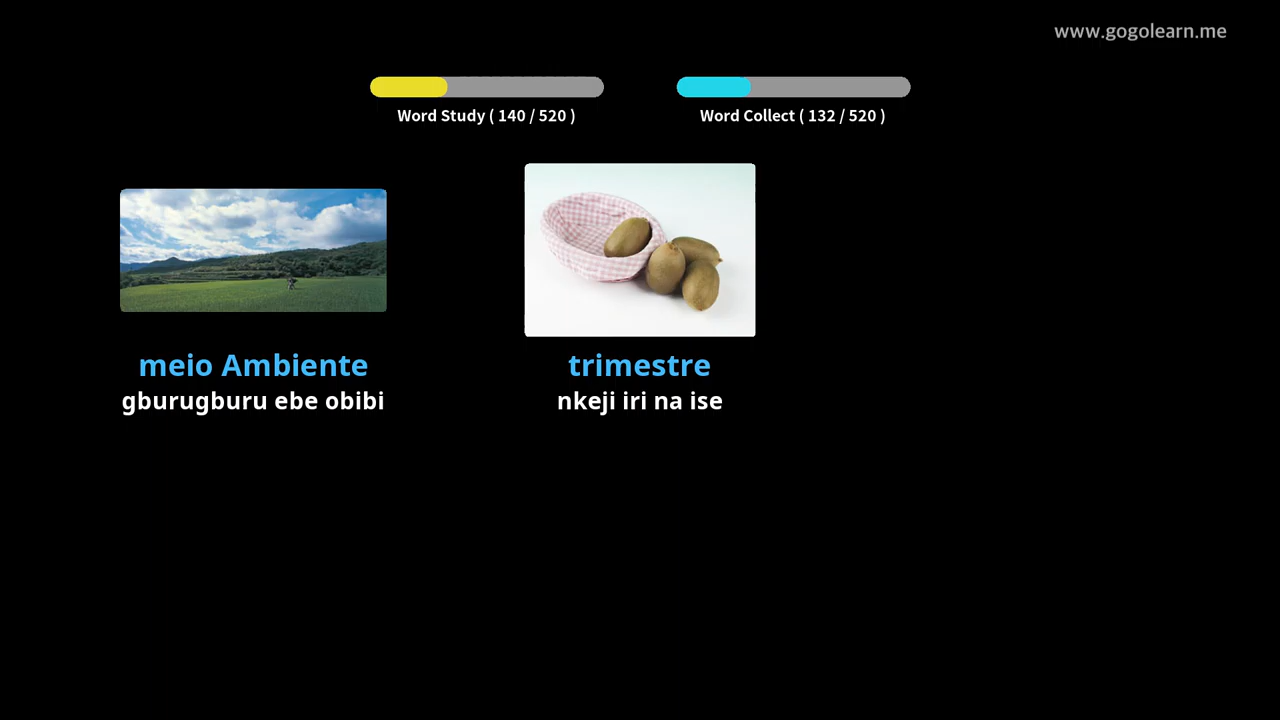 www.gogolearn.me
Word Study ( 140 / 520 )
Word Collect ( 132 / 520 )
meio Ambiente
gburugburu ebe obibi
trimestre
nkeji iri na ise